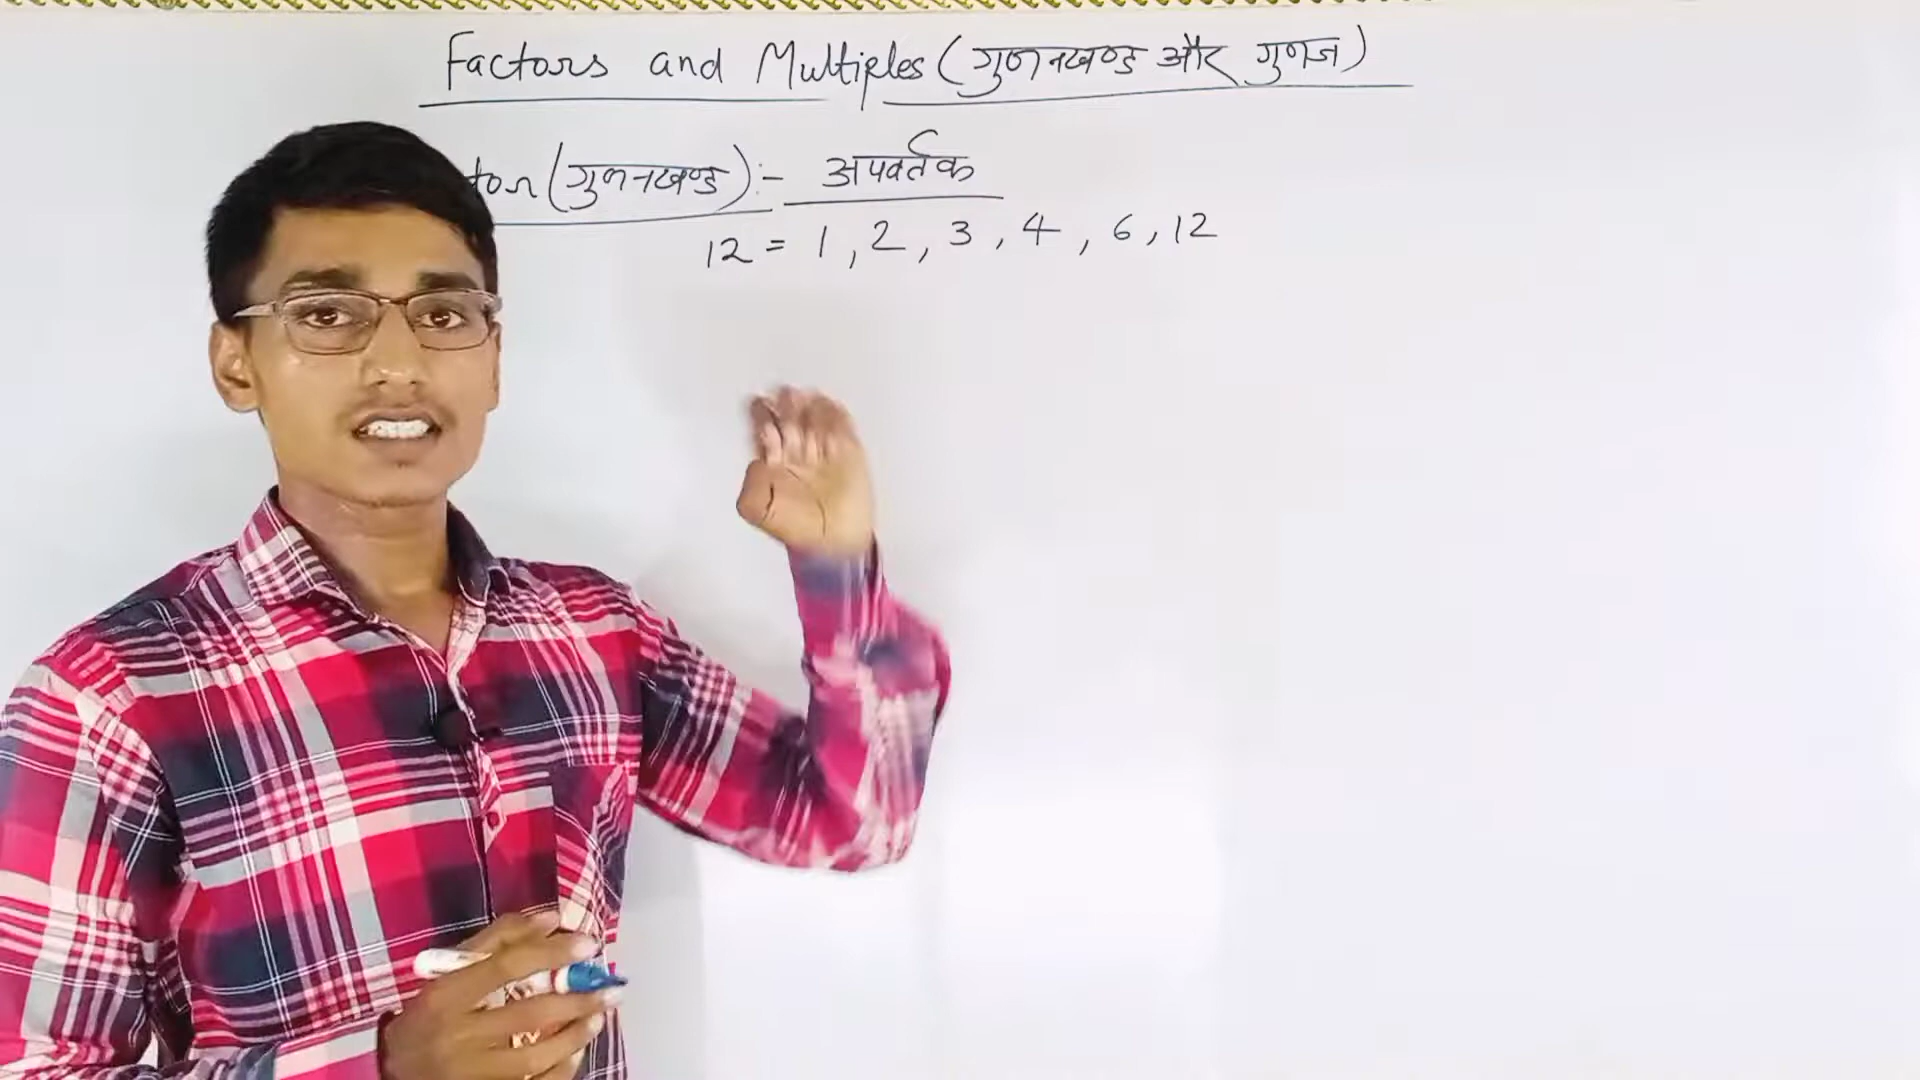 Factors and Multiples (गुणनखण्ड और गुणज)
tor (गुणनखण्ड) :- अपवर्तक
12 = 1, 2, 3, 4, 6, 12